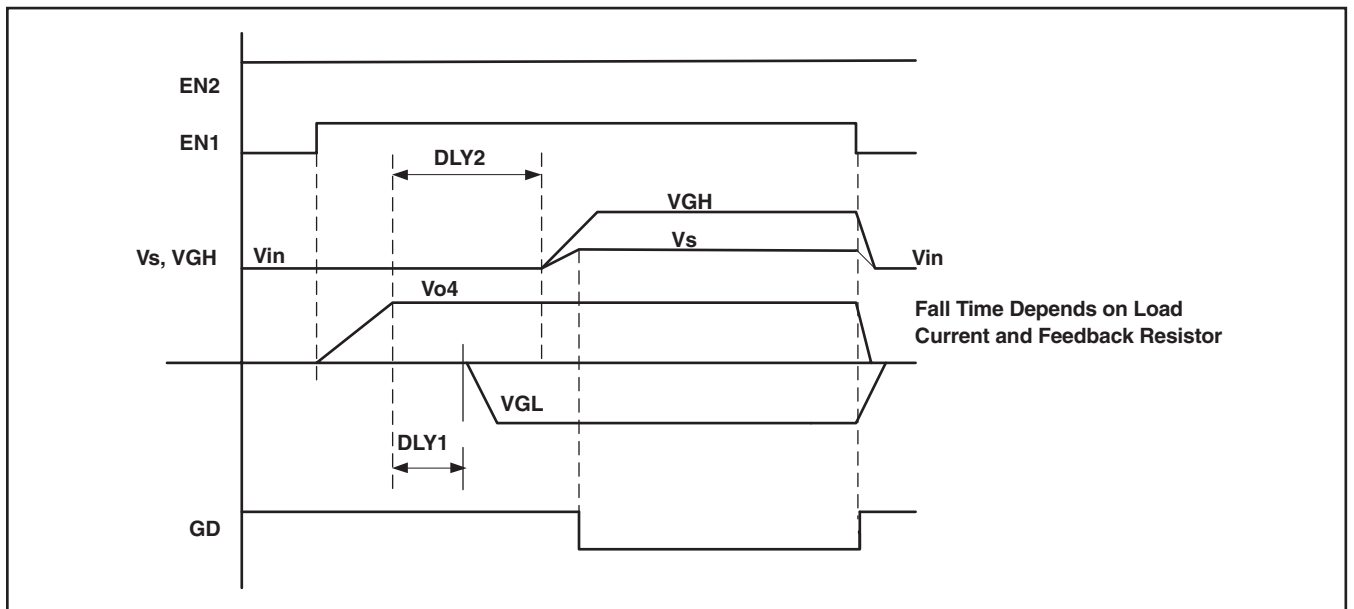 EN2
EN1
DLY2
VGH
Vs
Vs, VGH
Vin
Vin
Vo4
Fall Time Depends on Load
Current and Feedback Resistor
VGL
DLY1
GD